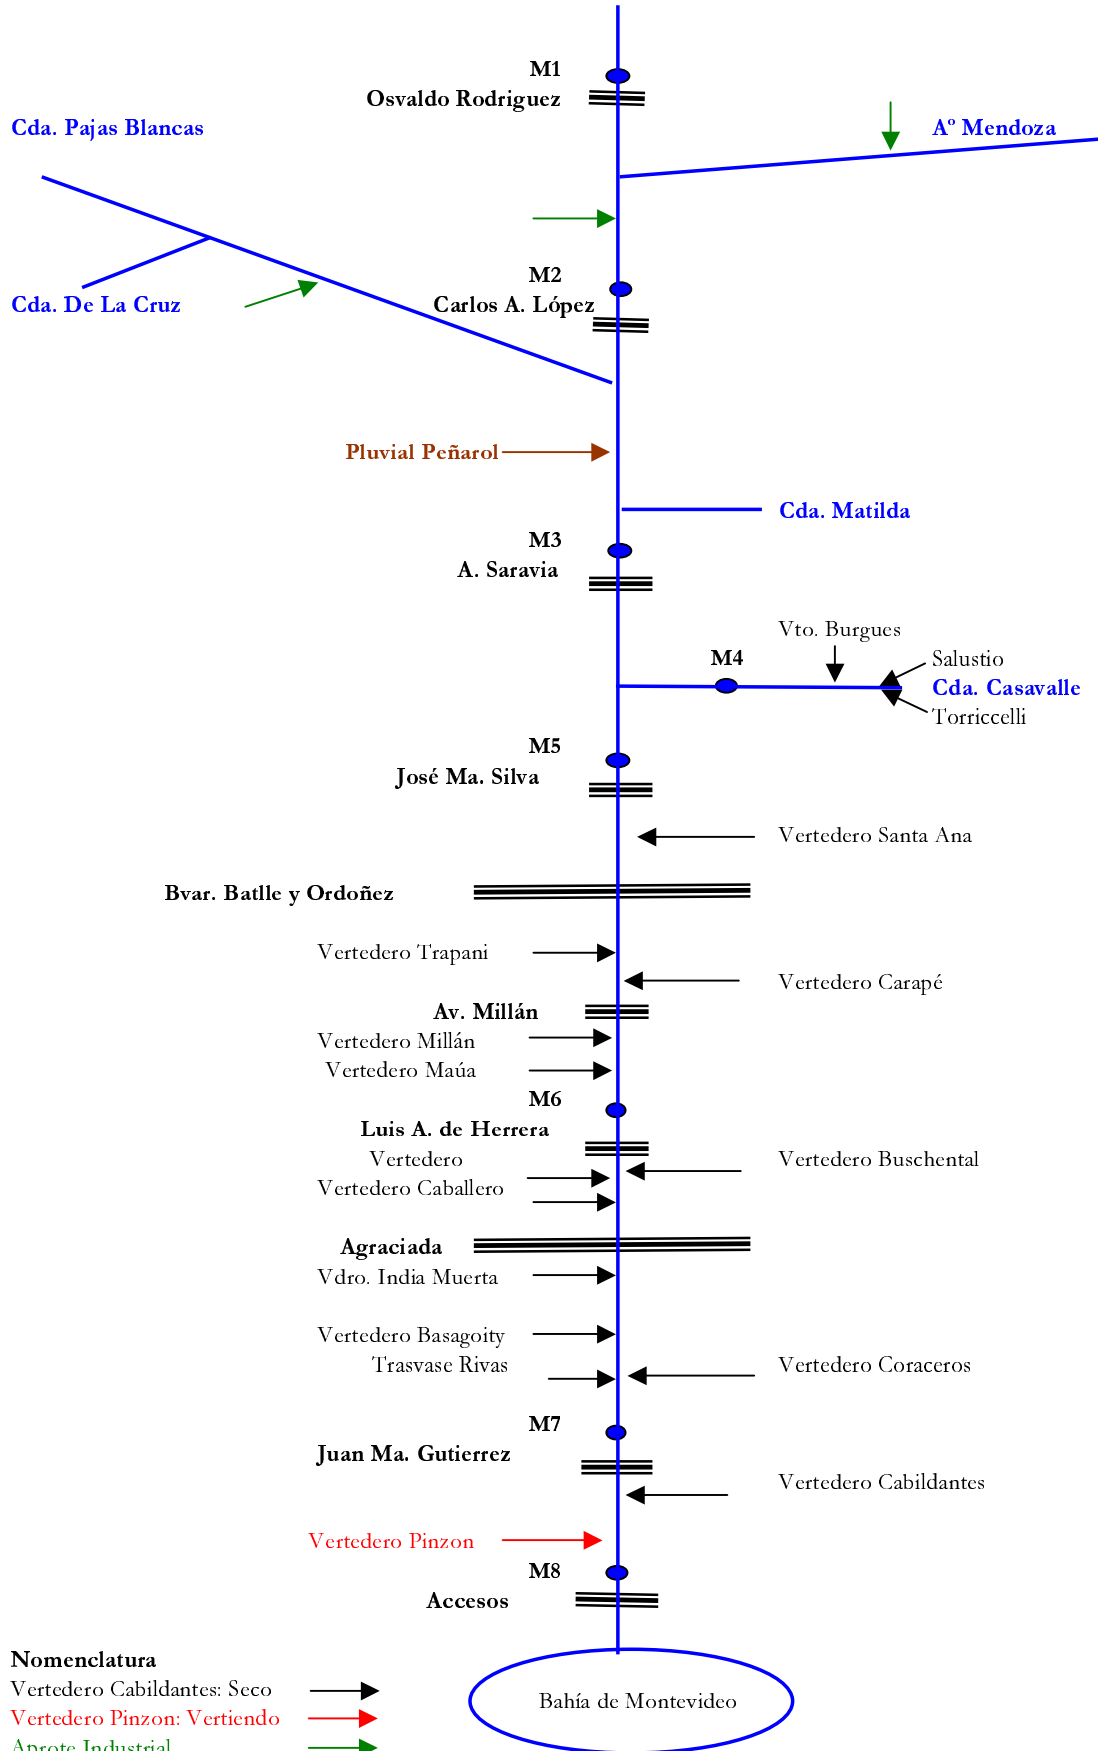 M1
Osvaldo Rodriguez
Cda. Pajas Blancas
Aº Mendoza
M2
Cda. De La Cruz
Carlos A. López
Pluvial Peñarol
Cda. Matilda
M3
A. Saravia
Vto. Burgues
M4
Salustio
Cda. Casavalle
Torriccelli
M5
José Ma. Silva
Vertedero Santa Ana
Bvar. Batlle y Ordoñez
Vertedero Trapani
Vertedero Carapé
Av. Millán
Vertedero Millán
Vertedero Maúa
M6
Luis A. de Herrera
Vertedero
Vertedero Buschental
Vertedero Caballero
Agraciada
Vdro. India Muerta
Vertedero Basagoity
Trasvase Rivas
Vertedero Coraceros
M7
Juan Ma. Gutierrez
Vertedero Cabildantes
Vertedero Pinzon
M8
Accesos
Nomenclatura
Vertedero Cabildantes: Seco
Bahía de Montevideo
Vertedero Pinzon: Vertiendo
Aprote Industrial